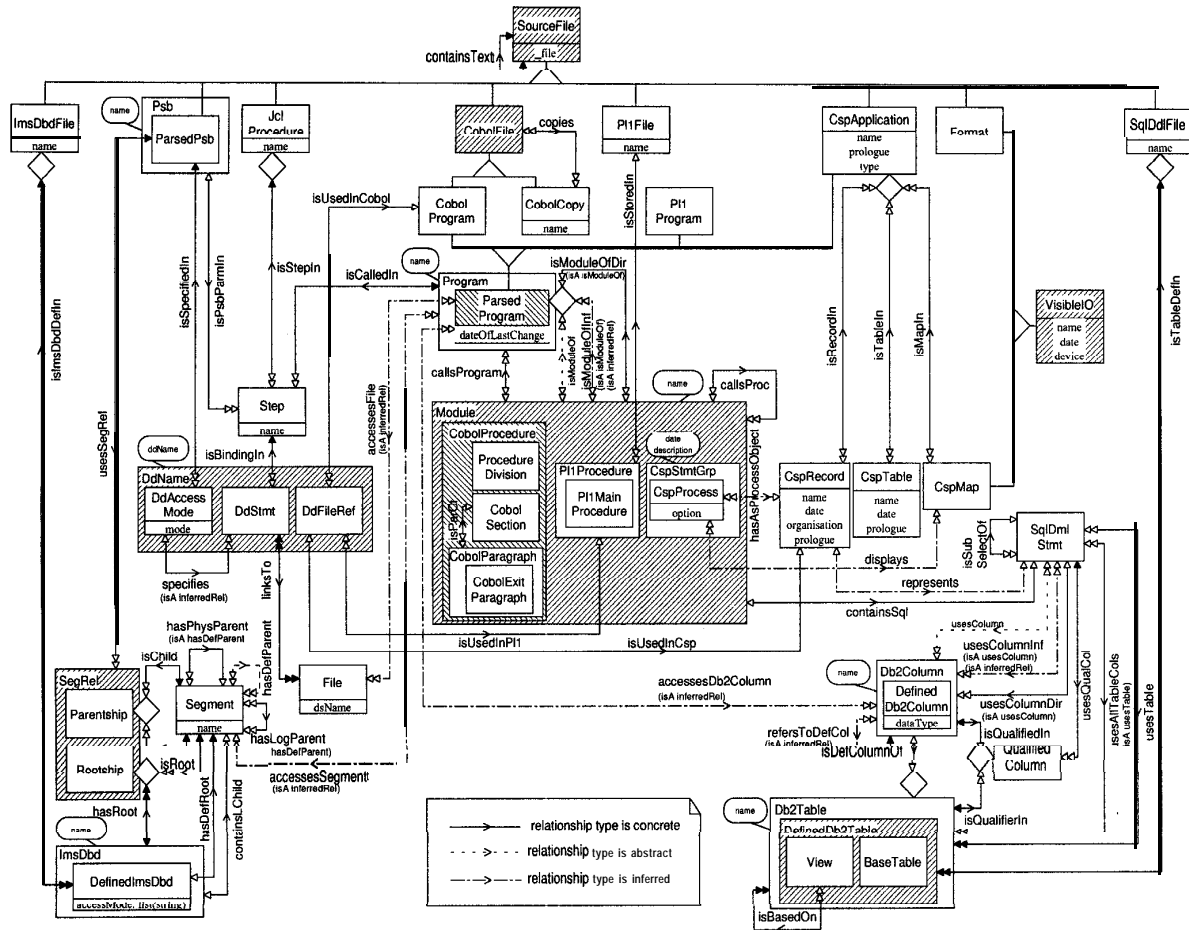 SourceFile
_file
containsText
ImsDbdFile
name
name
Psb
ParsedPsb
Jcl
Procedure
name
CobolFile
copies
Pl1File
name
CspApplication
name
prologue
type
Format
SqlDdlFile
name
isUsedInCobol
Cobol
Program
CobolCopy
name
isStoredIn
Pl1
Program
isImsDbdDefIn
isSpecifiedIn
isPsbParmIn
isStepIn
isCalledIn
name
Program
Parsed
Program
dateOfLastChange
isModuleOfDir
(isA isModuleOf)
isModuleOf
isModuleOfInf
(isA isModuleOf)
(isA inferredRel)
isRecordIn
isTableIn
isMapIn
VisibleIO
name
date
device
isTableDefIn
usesSegRef
callsProgram
accessesFile
(isA inferredRel)
Step
name
isBindingIn
ddName
DdName
DdAccess
Mode
mode
DdStmt
DdFileRef
specifies
(isA inferredRel)
linksTo
Module
name
callsProc
CobolProcedure
Procedure
Division
isPartOf
Cobol
Section
CobolParagraph
CobolExit
Paragraph
Pl1Procedure
Pl1Main
Procedure
date
description
CspStmtGrp
CspProcess
option
hasAsProcessObject
CspRecord
name
date
organisation
prologue
CspTable
name
date
prologue
CspMap
displays
represents
isSub
SelectOf
SqlDml
Stmt
containsSql
isUsedInPl1
isUsedInCsp
hasPhysParent
(isA hasDefParent)
isChild
hasDefParent
SegRel
Parentship
Rootship
Segment
name
File
dsName
hasLogParent
hasDefParent)
isRoot
accessesSegment
(isA inferredRel)
hasRoot
hasDefRoot
containsLChild
name
ImsDbd
DefinedImsDbd
accessMode, list(string)
usesColumn
usesColumnInf
(isA usesColumn)
(isA inferredRel)
accessesDb2Column
(isA inferredRel)
name
Db2Column
Defined
Db2Column
dataType
usesColumnDir
(isA usesColumn)
usesQualCol
usesAllTableCols
isA usesTable)
usesTable
refersToDefCol
(isA inferredRel)
isDefColumnOf
isQualifiedIn
Qualified
Column
isQualifierIn
name
Db2Table
DefinedDb2Table
View
BaseTable
isBasedOn
relationship type is concrete
relationship type is abstract
relationship type is inferred